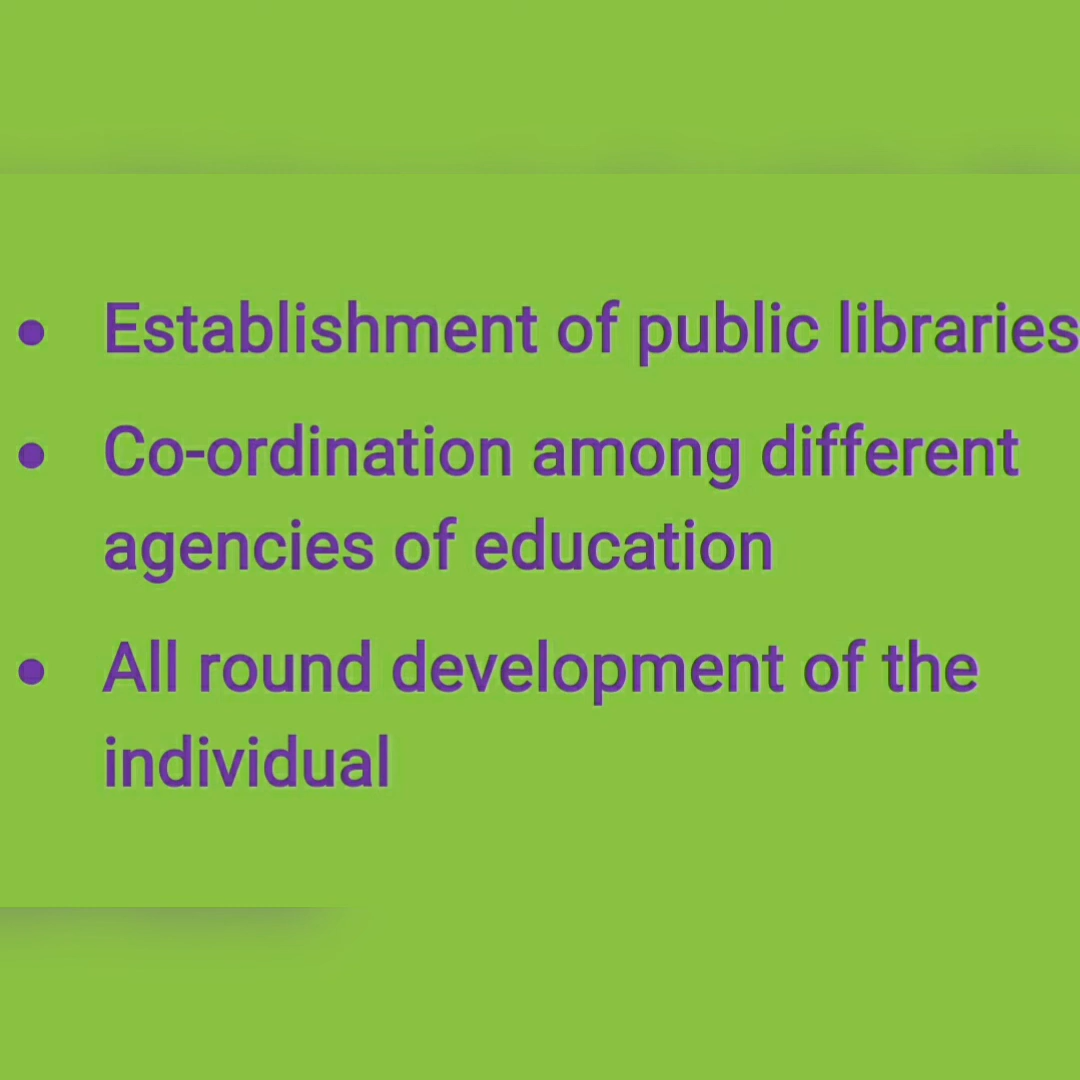 • Establishment of public libraries
• Co-ordination among different
agencies of education
• All round development of the
individual